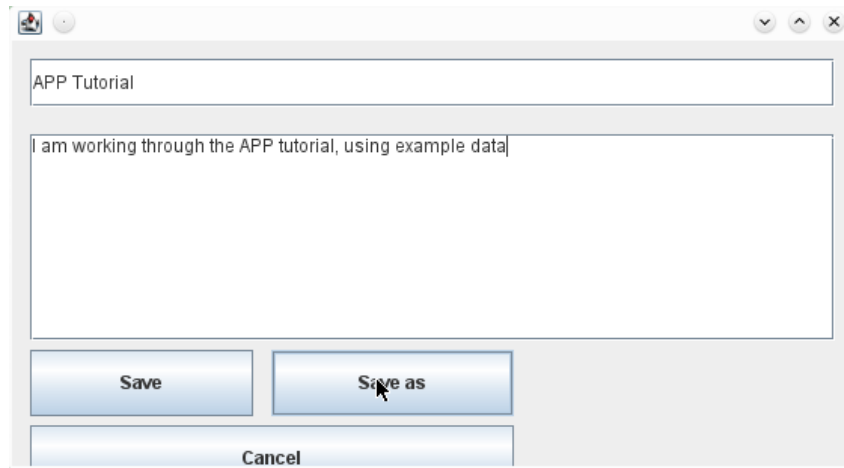 APP Tutorial
I am working through the APP tutorial, using example data
Save
Save as
Cancel